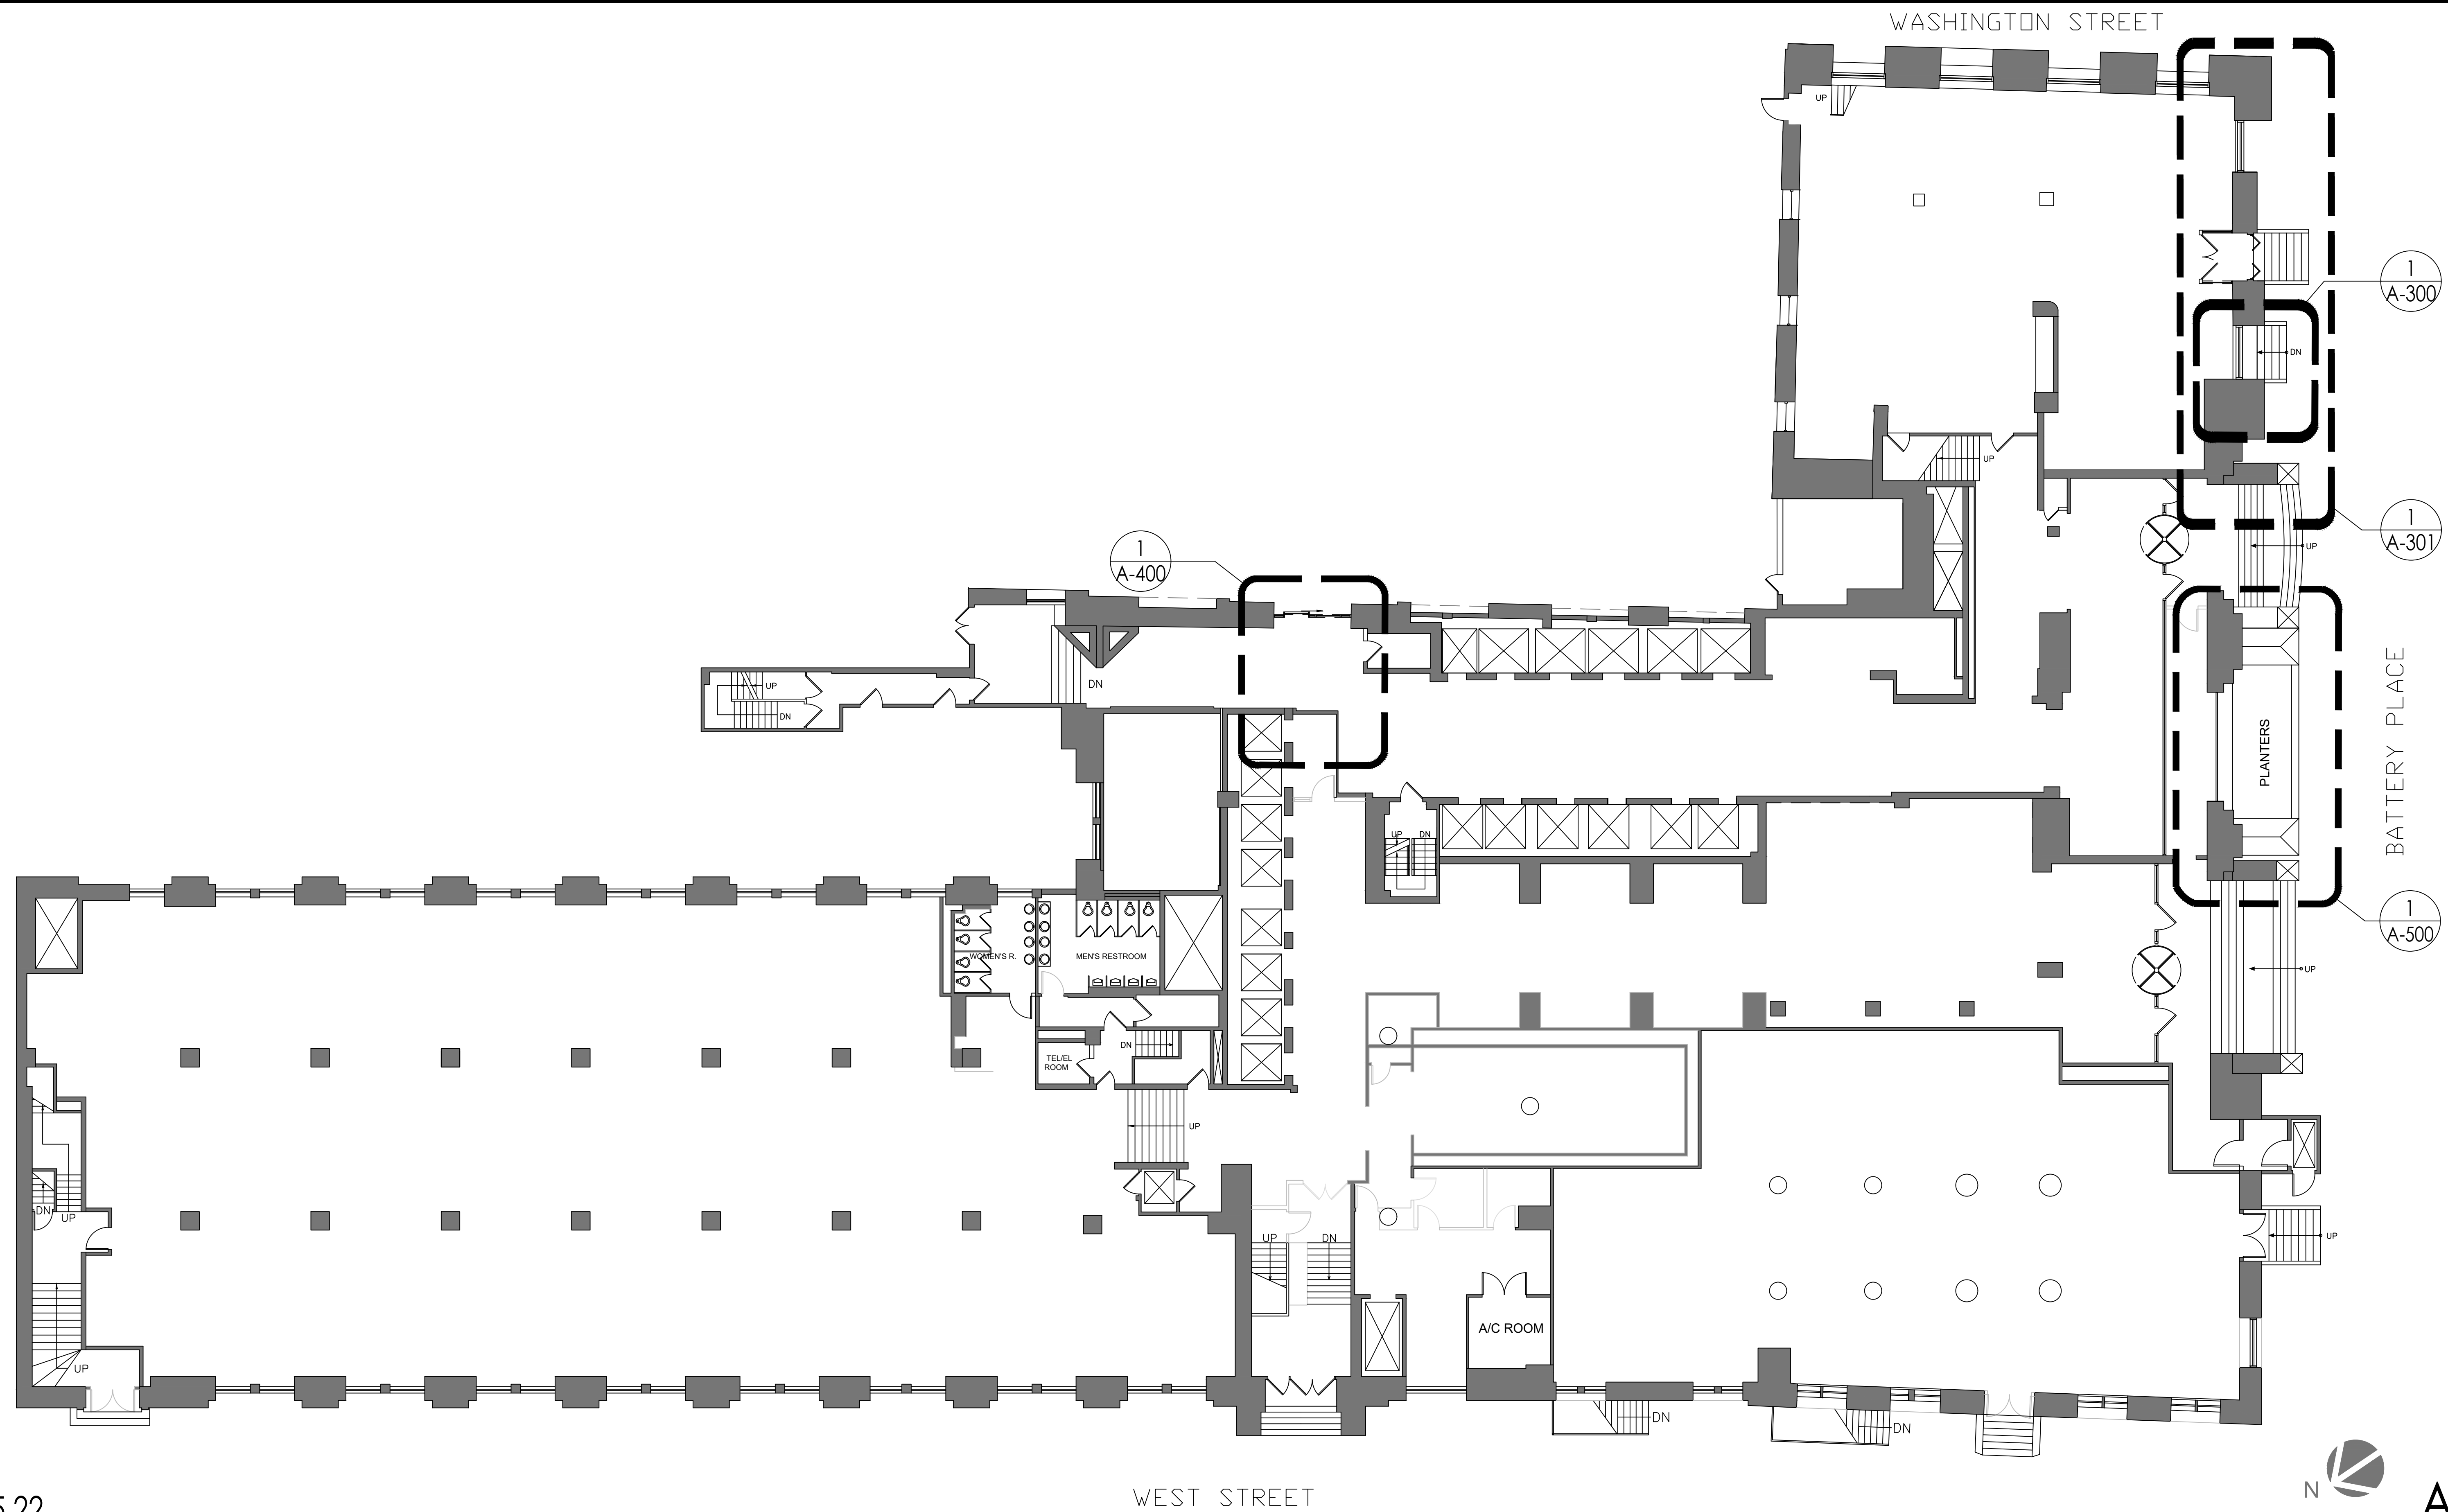 WASHINGTON STREET
UP
1
A-300
DN
UP
1
A-301
1
A-400
UP
UP
DN
DN
BATTERY PLACE
PLANTERS
UP DN
1
A-500
WOMEN'S R.
MEN'S RESTROOM
UP
TEL/EL
ROOM
DN
UP
DN
UP
UP DN
UP
A/C ROOM
UP
DN
DN
N
WEST STREET
5.22
A